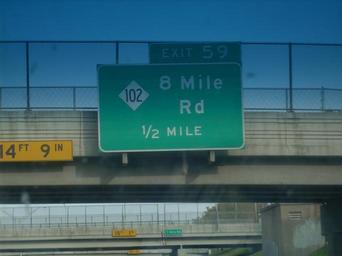 EXIT 59
102
8 Mile
Rd
1/2 MILE
14 FT 9 IN